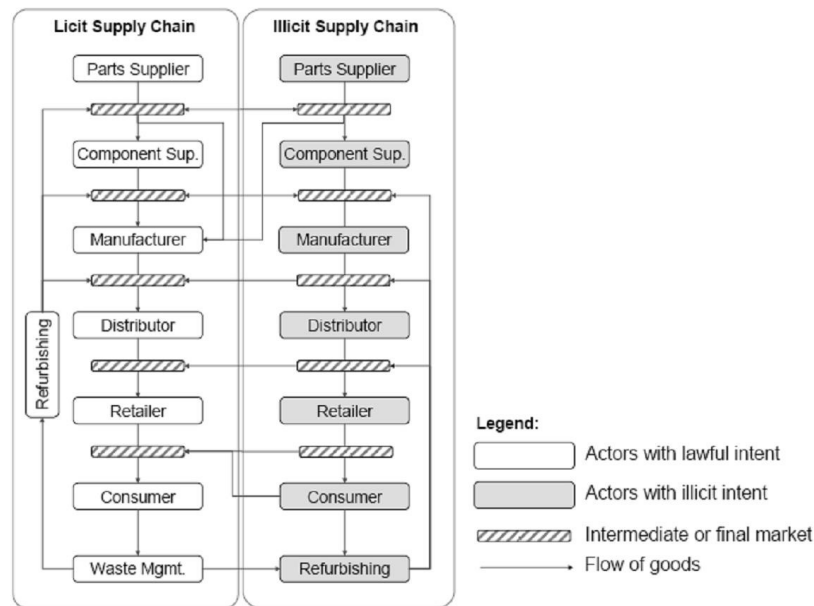 Licit Supply Chain
Illicit Supply Chain
Parts Supplier
Parts Supplier
Component Sup.
Component Sup.
Manufacturer
Manufacturer
Distributor
Distributor
Refurbishing
Retailer
Retailer
Consumer
Consumer
Waste Mgmt.
Refurbishing
Legend:
Actors with lawful intent
Actors with illicit intent
Intermediate or final market
Flow of goods